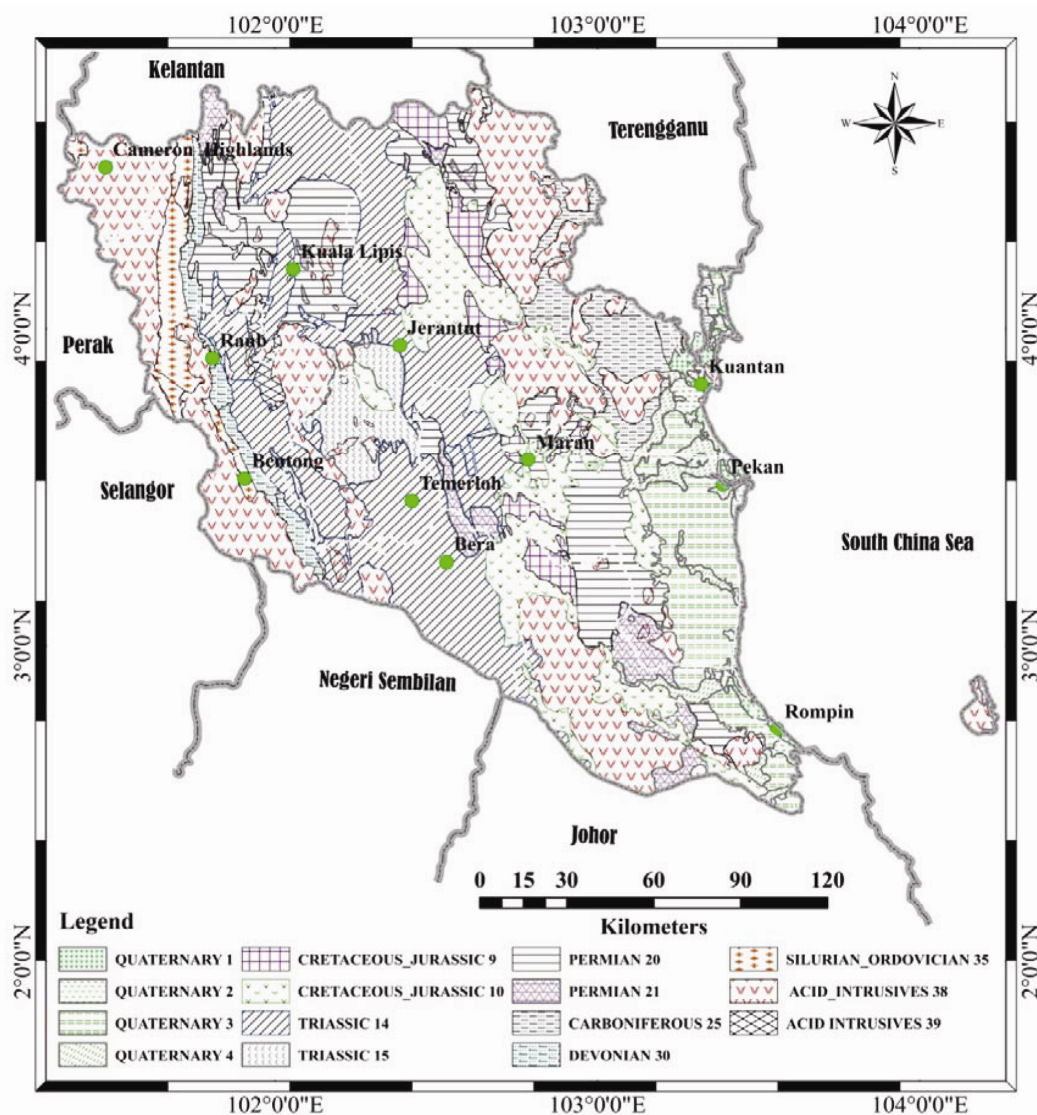 102°0'0"E 103°0'0"E 104°0'0"E
Kelantan
Terengganu
N
W E
S
Cameron Highlands
Kuala Lipis
4°0'0"N
Perak
Raub
Jerantut
Kuantan
4°0'0"N
Selangor
Bentong
Maran
Temerloh
Pekan
Bera
South China Sea
3°0'0"N
Negeri Sembilan
Rompin
3°0'0"N
Johor
0 15 30 60 90 120
Kilometers
Legend
QUATERNARY 1 CRETACEOUS_JURASSIC 9 PERMIAN 20 SILURIAN_ORDOVICIAN 35
QUATERNARY 2 CRETACEOUS_JURASSIC 10 PERMIAN 21 ACID_INTRUSIVES 38
QUATERNARY 3 TRIASSIC 14 CARBONIFEROUS 25 ACID INTRUSIVES 39
QUATERNARY 4 TRIASSIC 15 DEVONIAN 30
2°0'0"N
2°0'0"N
102°0'0"E 103°0'0"E 104°0'0"E